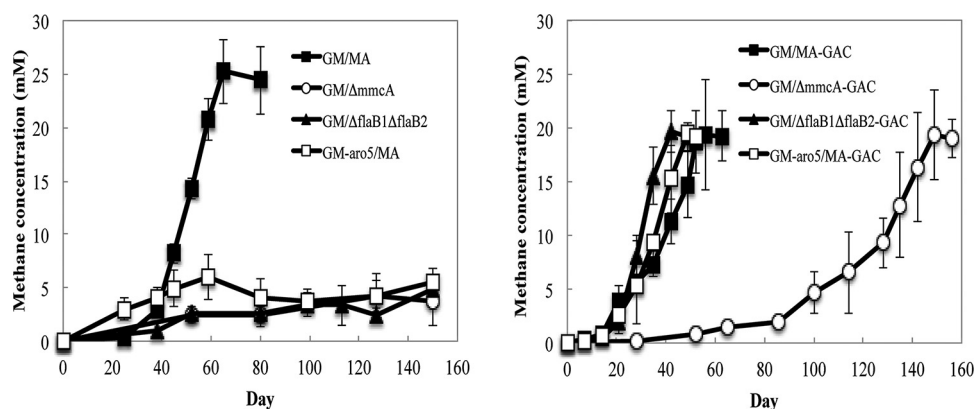 Methane concentration (mM)
30
25
20
15
10
5
0
GM/MA
GM/ΔmmcA
GM/ΔflaB1ΔflaB2
GM-aro5/MA
0 20 40 60 80 100 120 140 160
Day
Methane concentration (mM)
30
25
20
15
10
5
0
GM/MA-GAC
GM/ΔmmcA-GAC
GM/ΔflaB1ΔflaB2-GAC
GM-aro5/MA-GAC
0 20 40 60 80 100 120 140 160
Day